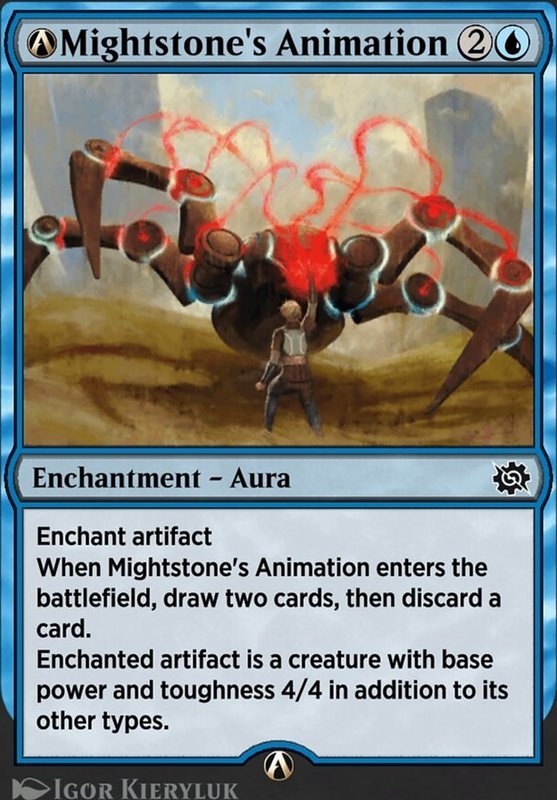 Mightstone's Animation 2
Enchantment – Aura
Enchant artifact
When Mightstone's Animation enters the
battlefield, draw two cards, then discard a
card.
Enchanted artifact is a creature with base
power and toughness 4/4 in addition to its
other types.
Igor Kieryluk